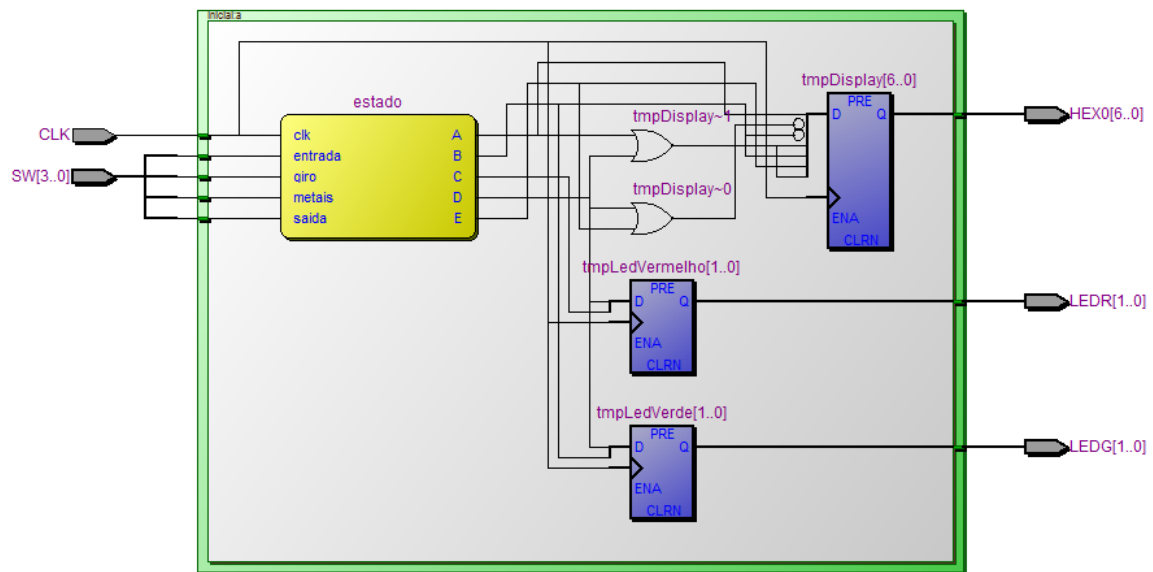 Inicial:a
estado
CLK
SW[3..0]
clk
entrada
giro
metais
saida
A
B
C
D
E
tmpDisplay~1
tmpDisplay~0
tmpDisplay[6..0]
PRE
D
Q
ENA
CLRN
HEX0[6..0]
tmpLedVermelho[1..0]
PRE
D
Q
ENA
CLRN
LEDR[1..0]
tmpLedVerde[1..0]
PRE
D
Q
ENA
CLRN
LEDG[1..0]